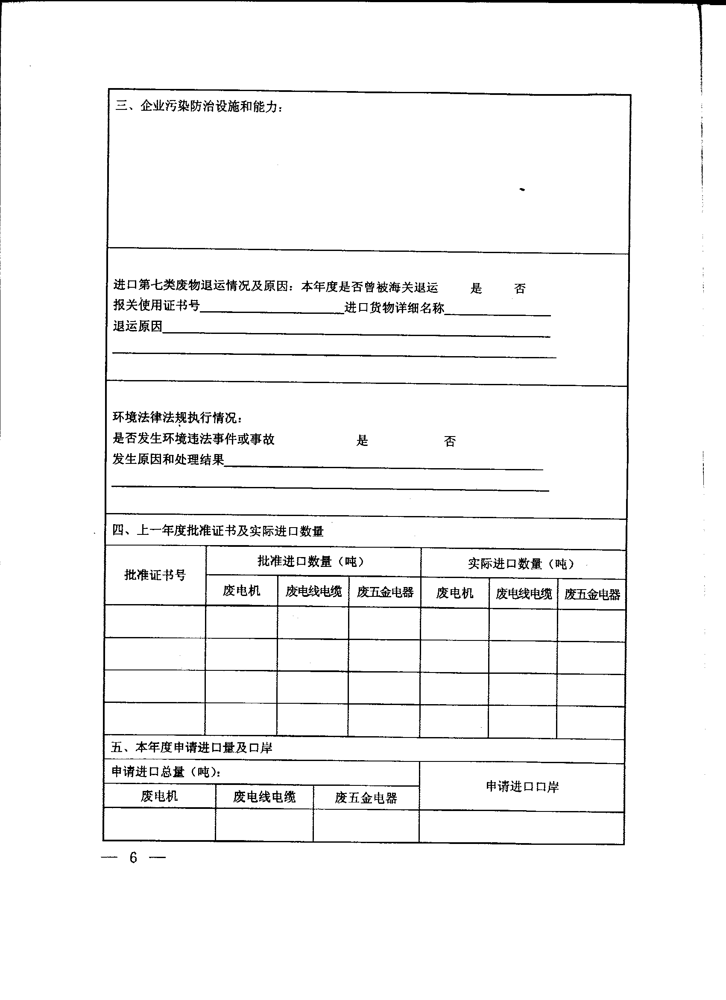 三、企业污染防治设施和能力：
进口第七类废物退运情况及原因：本年度是否曾被海关退运 是 否
报关使用证书号 进口货物详细名称
退运原因
环境法律法规执行情况：
是否发生环境违法事件或事故 是 否
发生原因和处理结果
四、上一年度批准证书及实际进口数量
批准证书号 批准进口数量（吨） 实际进口数量（吨）
废电机 废电线电缆 废五金电器 废电机 废电线电缆 废五金电器
五、本年度申请进口量及口岸
申请进口总量（吨）： 申请进口口岸
废电机 废电线电缆 废五金电器
— 6 —